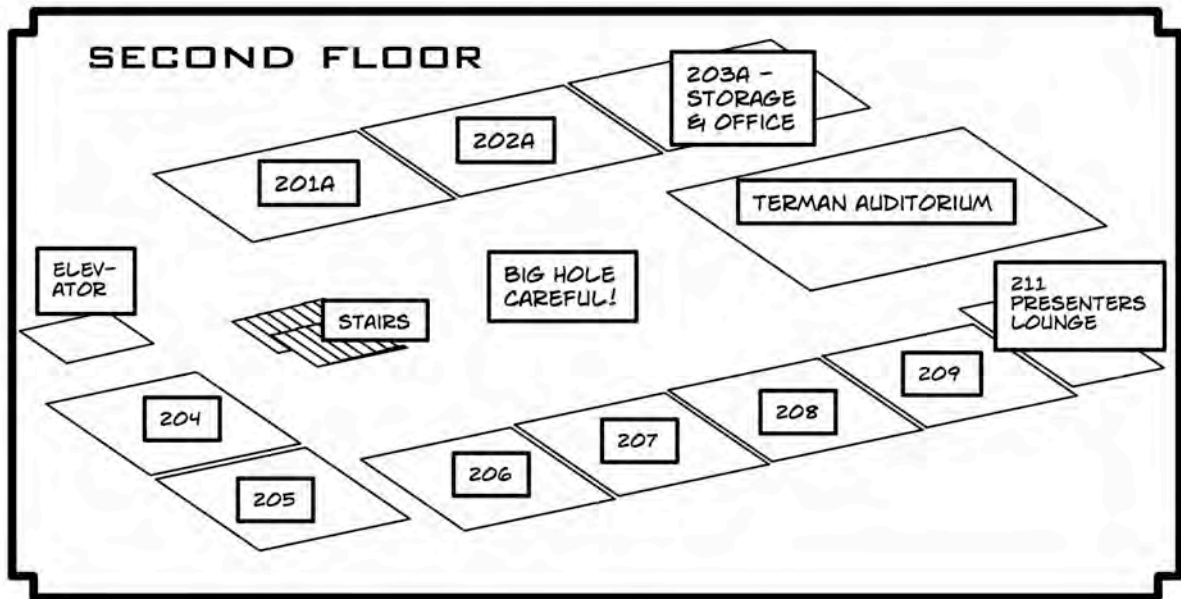 SECOND FLOOR
203A -
STORAGE
& OFFICE
202A
201A
TERMAN AUDITORIUM
ELEV-
ATOR
BIG HOLE
CAREFUL!
211
PRESENTERS
LOUNGE
STAIRS
209
208
204
207
206
205